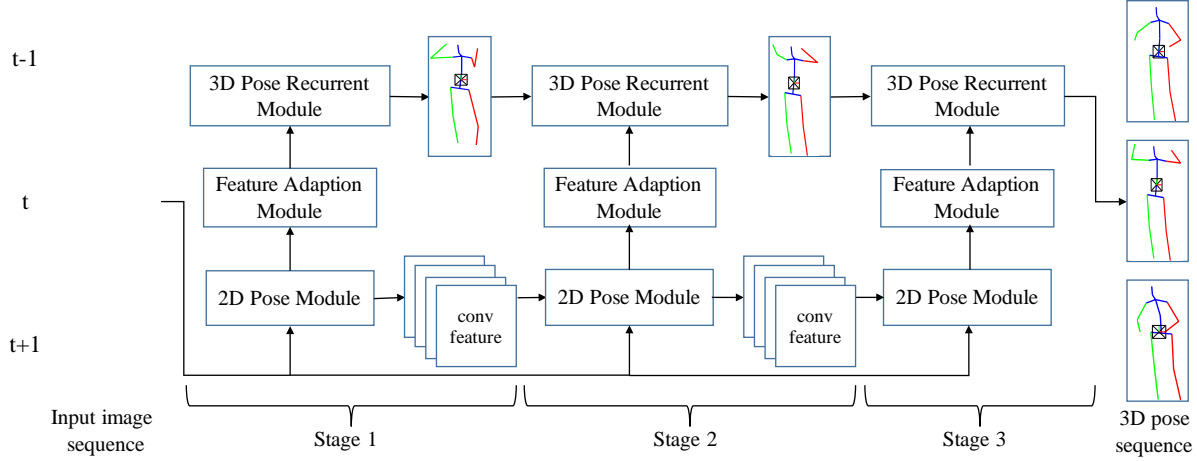 t-1
3D Pose Recurrent
Module
3D Pose Recurrent
Module
3D Pose Recurrent
Module
t
Feature Adaption
Module
Feature Adaption
Module
Feature Adaption
Module
2D Pose Module
conv
feature
2D Pose Module
conv
feature
2D Pose Module
t+1
Input image
sequence
Stage 1
Stage 2
Stage 3
3D pose
sequence